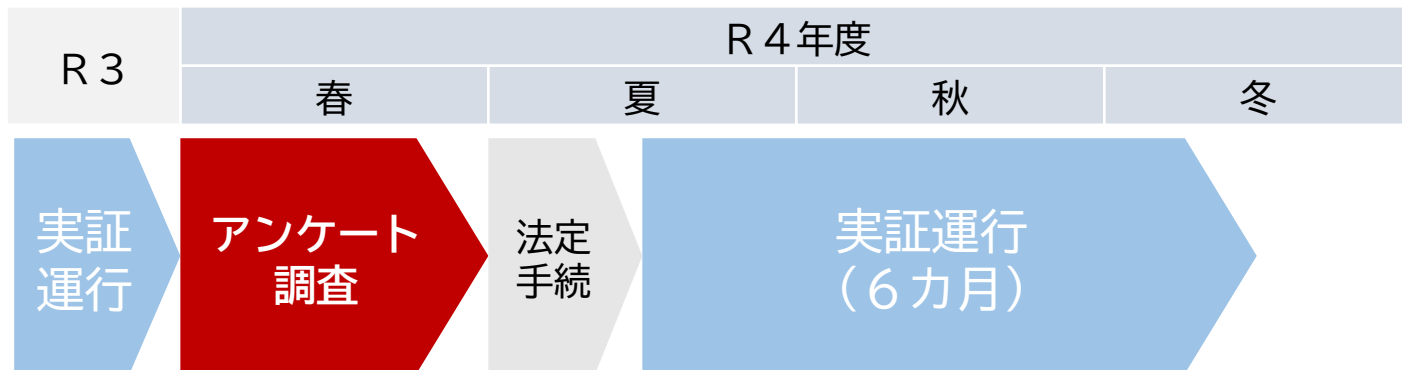 R3
R4年度
春
夏
秋
冬
実証
運行
アンケート
調査
法定
手続
実証運行
（６カ月）